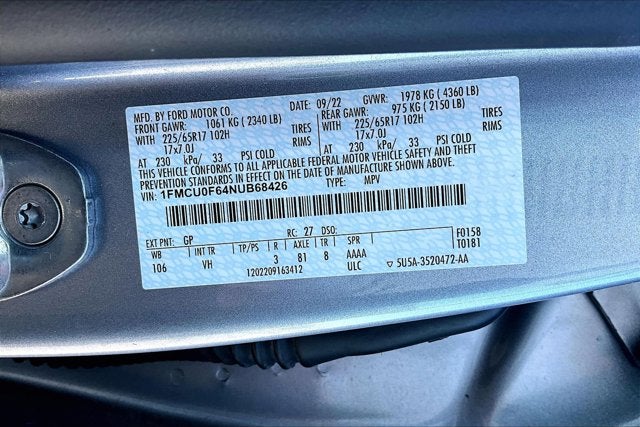 MFD. BY FORD MOTOR CO. DATE: 09/22 GVWR: 1978 KG ( 4360 LB)
FRONT GAWR: 1061 KG ( 2340 LB) REAR GAWR: 975 KG ( 2150 LB)
WITH 225/65R17 102H TIRES WITH 225/65R17 102H TIRES
17x7.0J RIMS 17x7.0J RIMS
AT 230 kPa/ 33 PSI COLD AT 230 kPa/ 33 PSI COLD
THIS VEHICLE CONFORMS TO ALL APPLICABLE FEDERAL MOTOR VEHICLE SAFETY AND THEFT
PREVENTION STANDARDS IN EFFECT ON THE DATE OF MANUFACTURE SHOWN ABOVE.
VIN: 1FMCU0F64NUB68426 TYPE: MPV
EXT PNT: GP RC: 27 DSO: F0158
WB INT TR TP/PS R AXLE TR SPR T0181
106 VH 3 81 8 AAAA
1202209163412 ULC ▽ 5U5A-3520472-AA